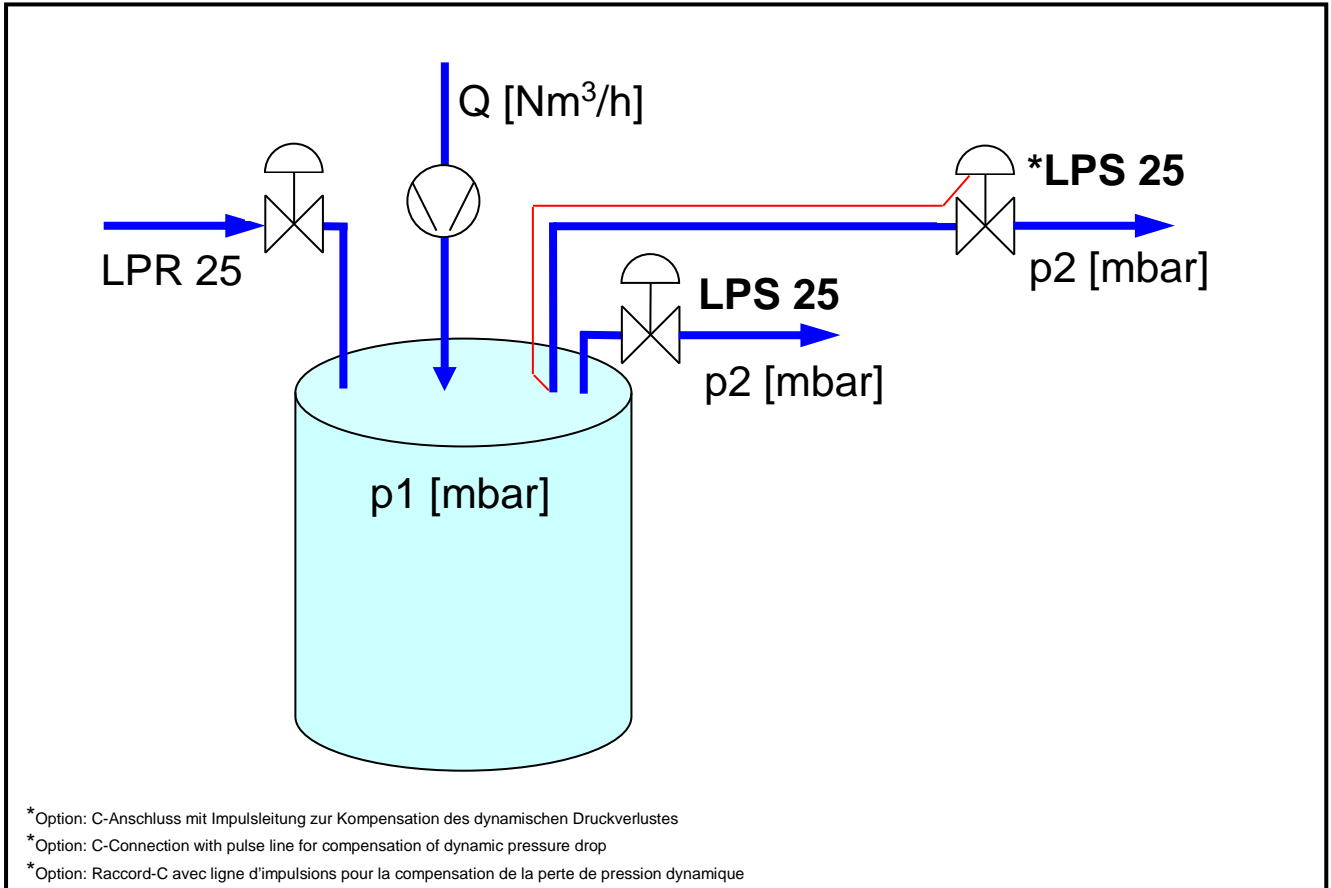 Q [Nm³/h]
*LPS 25
LPR 25
p2 [mbar]
LPS 25
p2 [mbar]
p1 [mbar]
*Option: C-Anschluss mit Impulsleitung zur Kompensation des dynamischen Druckverlustes
*Option: C-Connection with pulse line for compensation of dynamic pressure drop
*Option: Raccord-C avec ligne d'impulsions pour la compensation de la perte de pression dynamique